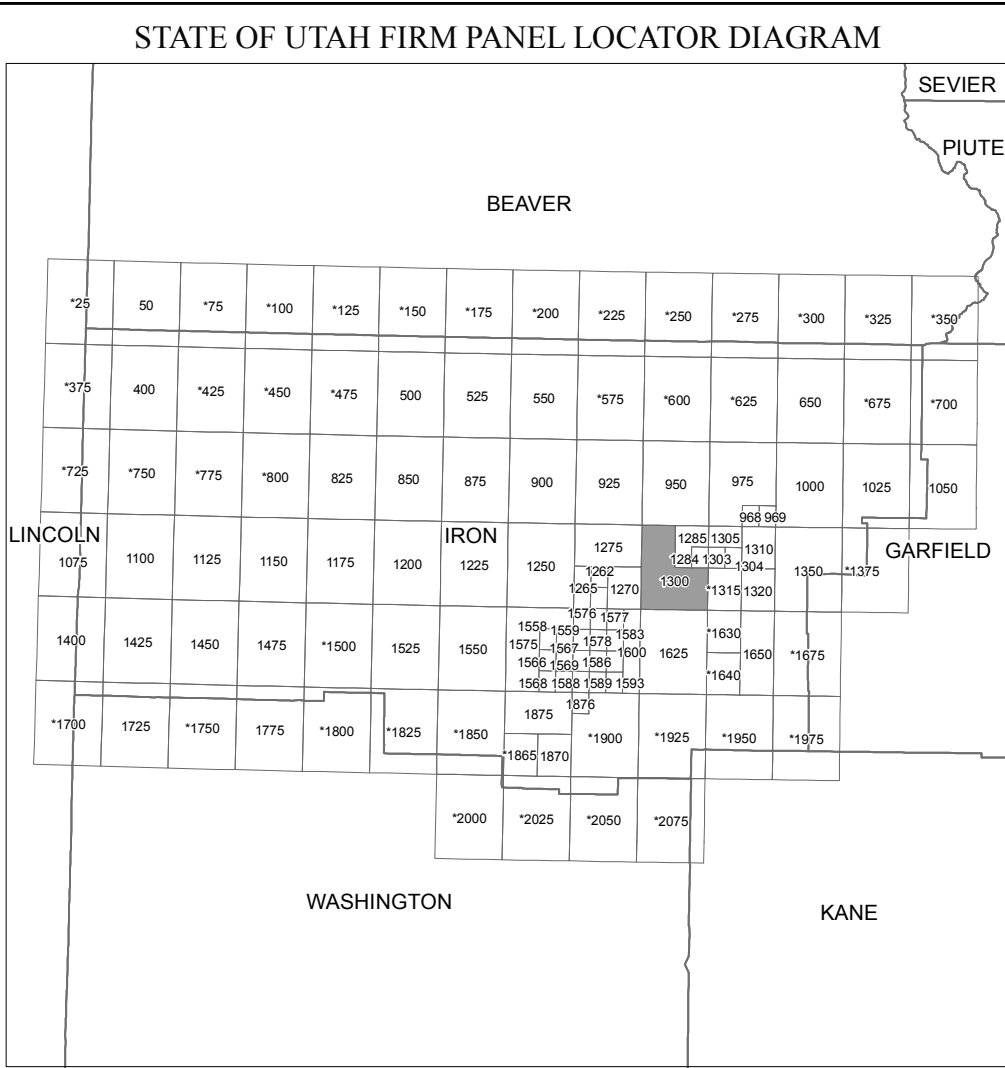 STATE OF UTAH FIRM PANEL LOCATOR DIAGRAM
SEVIER
PIUTE
BEAVER
*25 50 *75 *100 *125 *150 *175 *200 *225 *250 *275 *300 *325 *350
*375 400 *425 *450 *475 500 525 550 *575 *600 *625 650 *675 *700
*725 *750 *775 *800 825 850 875 900 925 950 975 1000 1025 1050
968 969
LINCOLN IRON GARFIELD
1285 1305
1275 1284 1303 1310
1304
1075 1100 1125 1150 1175 1200 1225 1250 1262 1300 1350 *1375
1265 1270 *1315 1320
1576 1577
1558 1559 1583 *1630
1400 1425 1450 1475 *1500 1525 1550 1575 1567 1578 1600 1625 1650 *1675
1566 1569 1586 *1640
1568 1588 1589 1593
1876
*1700 1725 *1750 1775 *1800 *1825 *1850 1875 *1900 *1925 *1950 *1975
*1865 1870
*2000 *2025 *2050 *2075
WASHINGTON
KANE